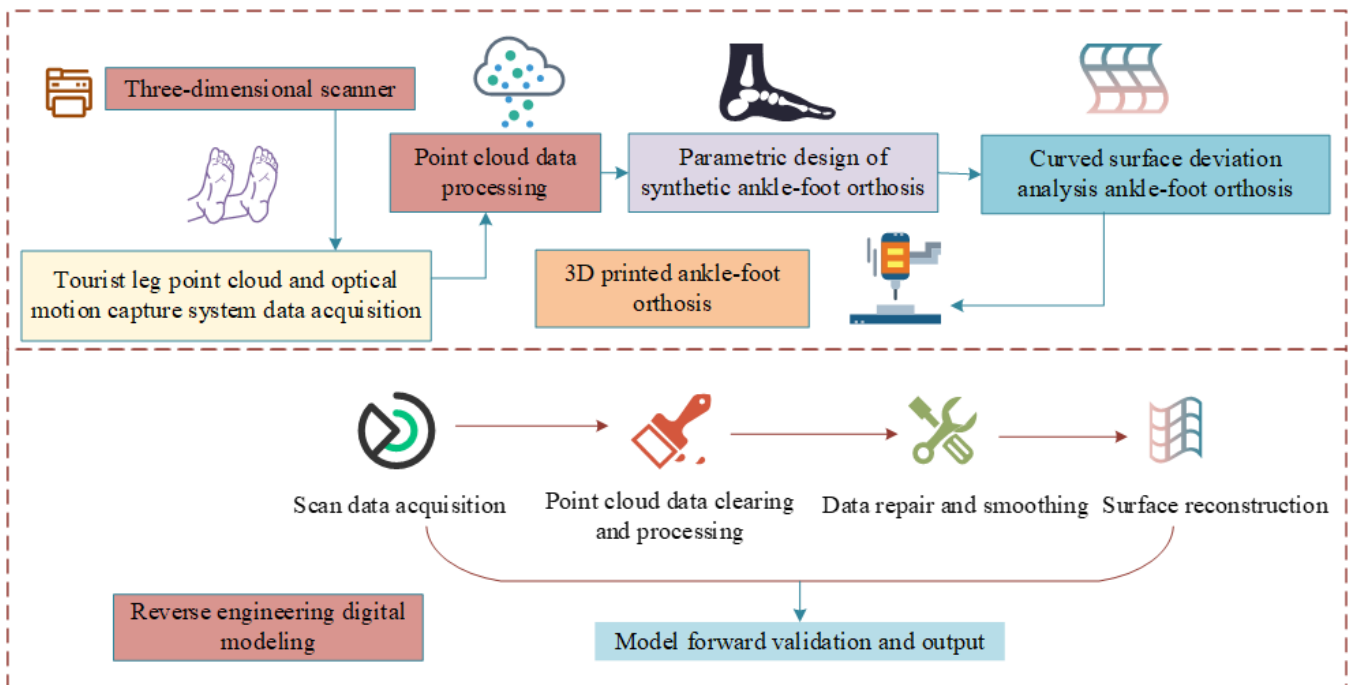 Three-dimensional scanner
Point cloud data
processing
Parametric design of
synthetic ankle-foot orthosis
Curved surface deviation
analysis ankle-foot orthosis
Tourist leg point cloud and optical
motion capture system data acquisition
3D printed ankle-foot
orthosis
Scan data acquisition
Point cloud data clearing
and processing
Data repair and smoothing
Surface reconstruction
Reverse engineering digital
modeling
Model forward validation and output